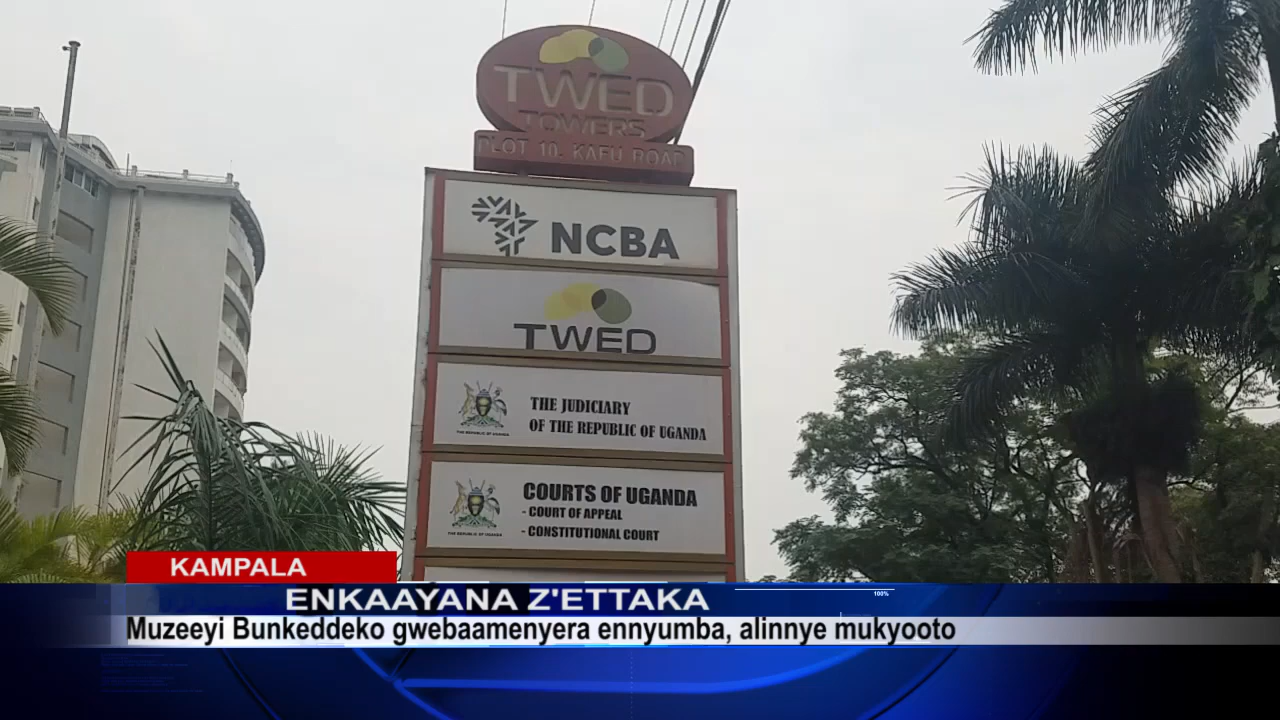 TWED
TOWERS
PLOT 10. KAFU ROAD
NCBA
TWED
THE JUDICIARY
OF THE REPUBLIC OF UGANDA
THE REPUBLIC OF UGANDA
COURTS OF UGANDA
- COURT OF APPEAL
- CONSTITUTIONAL COURT
THE REPUBLIC OF UGANDA
KAMPALA
ENKAAYANA Z'ETTAKA
100%
Muzeeyi Bunkeddeko gwebaamenyera ennyumba, alinnye mukyooto